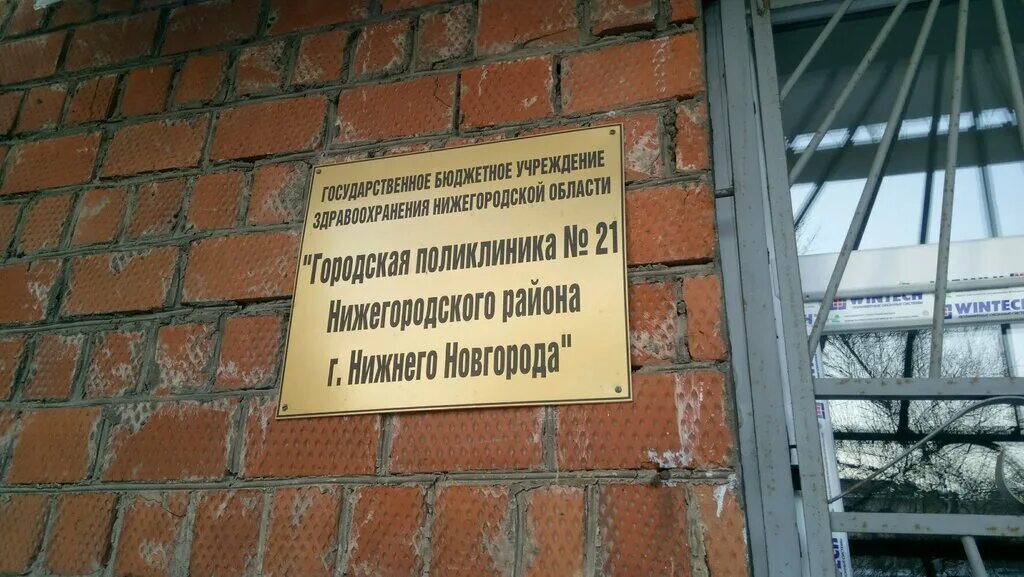 ГОСУДАРСТВЕННОЕ БЮДЖЕТНОЕ УЧРЕЖДЕНИЕ
ЗДРАВООХРАНЕНИЯ НИЖЕГОРОДСКОЙ ОБЛАСТИ
"Городская поликлиника № 21
Нижегородского района
г. Нижнего Новгорода"
WINTECH
WINTECH